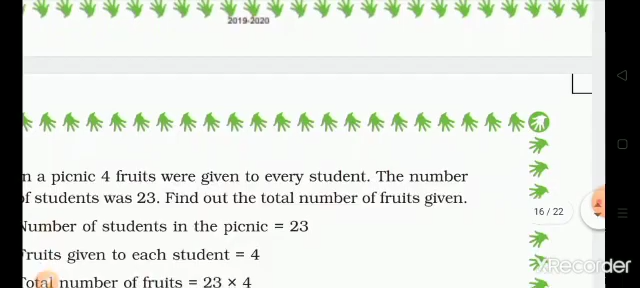 2019-2020
n a picnic 4 fruits were given to every student. The number
of students was 23. Find out the total number of fruits given.
Number of students in the picnic = 23
Fruits given to each student = 4
Total number of fruits = 23 × 4
16 / 22
XRecorder